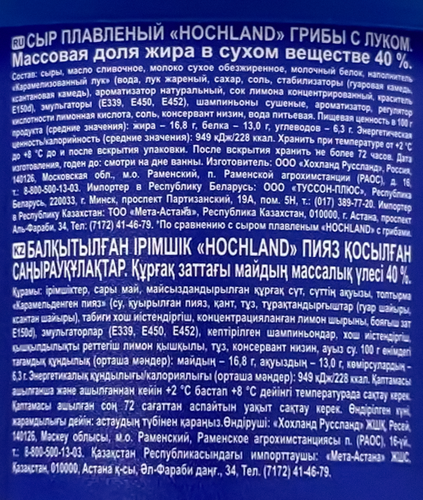 RU СЫР ПЛАВЛЕНЫЙ «HOCHLAND» ГРИБЫ С ЛУКОМ.
Массовая доля жира в сухом веществе 40 %.
Состав: сыры, масло сливочное, молоко сухое обезжиренное, молочный белок, наполнитель
«Карамелизованный лук» (вода, лук жареный, сахар, соль, стабилизаторы (гуаровая камедь,
ксантановая камедь), ароматизатор натуральный, сок лимона концентрированный, краситель
Е150d), эмульгаторы (Е339, Е450, Е452), шампиньоны сушеные, ароматизатор, регулятор
кислотности лимонная кислота, соль, консервант низин, вода питьевая. Пищевая ценность в 100 г
продукта (средние значения): жира – 16,8 г, белка – 13,0 г, углеводов – 6,3 г. Энергетическая
ценность/калорийность (средние значения): 949 кДж/228 ккал. Хранить при температуре от +2 °С
до +8 °С до и после вскрытия упаковки. После вскрытия хранить не более 72 часов. Дата
изготовления, годен до: смотри на дне ванны. Изготовитель: ООО «Хохланд Руссланд», Россия,
140126, Московская обл., м.о. Раменский, п. Раменской агрохимстанции (РАОС), д. 16,
т.: 8-800-500-13-03. Импортер в Республику Беларусь: ООО «ТУССОН-ПЛЮС», Республика
Беларусь, 220033, г. Минск, проспект Партизанский, 19А, пом. 5Н, т.: (017) 389-77-20. Импортер
в Республику Казахстан: ТОО «Мета-Астана», Республика Казахстан, 010000, г. Астана, проспект
Аль-Фараби, 34, Тел: (7172) 41-46-79. *По сравнению с сыром плавленым «HOCHLAND» с грибами.
KZ БАЛҚЫТЫЛҒАН ІРІМШІК «HOCHLAND» ПИЯЗ ҚОСЫЛҒАН
САҢЫРАУҚҰЛАҚТАР. Құрғақ заттағы майдың массалық үлесі 40 %.
Құрамы: ірімшіктер, сары май, майсыздандырылған құрғақ сүт, сүттің ақуызы, толтырма
«Карамельденген пияз» (су, қуырылған пияз, қант, тұз, тұрақтандырғыштар (гуар шайыры,
ксантан шайыры), табиғи хош иістендіргіш, концентрацияланған лимон шырыны, бояғыш зат
Е150d), эмульгаторлар (Е339, Е450, Е452), кептірілген шампиньондар, хош иістендіргіш,
қышқылдылықты реттегіш лимон қышқылы, тұз, консервант низин, ауыз су. 100 г өнімдегі
тағамдық құндылығы (орташа мәндер): майдың – 16,8 г, ақуыздың – 13,0 г, көмірсулардың –
6,3 г. Энергетикалық құндылығы/калориялығы (орташа мәндер): 949 кДж/228 ккал. Қаптамасы
ашылғанша және ашылғаннан кейін +2 °С бастап +8 °С дейінгі температурада сақтау керек.
Қаптамасы ашылған соң 72 сағаттан аспайтын уақыт сақтау керек. Өндірілген күні,
жарамдылығы дейін: астаудың түбінен қараңыз. Өндіруші: «Хохланд Руссланд» ЖШҚ, Ресей,
140126, Маскеу облысы, м.о. Раменский, Раменское агрохимстанциясы п. (РАОС), 16-үй,
т.: 8-800-500-13-03. Қазақстан Республикасындағы импорттаушы: «Мета-Астана» ЖШС,
Қазақстан, 010000, Астана қ-сы, Әл-Фараби даңғ., 34, Тел: (7172) 41-46-79.